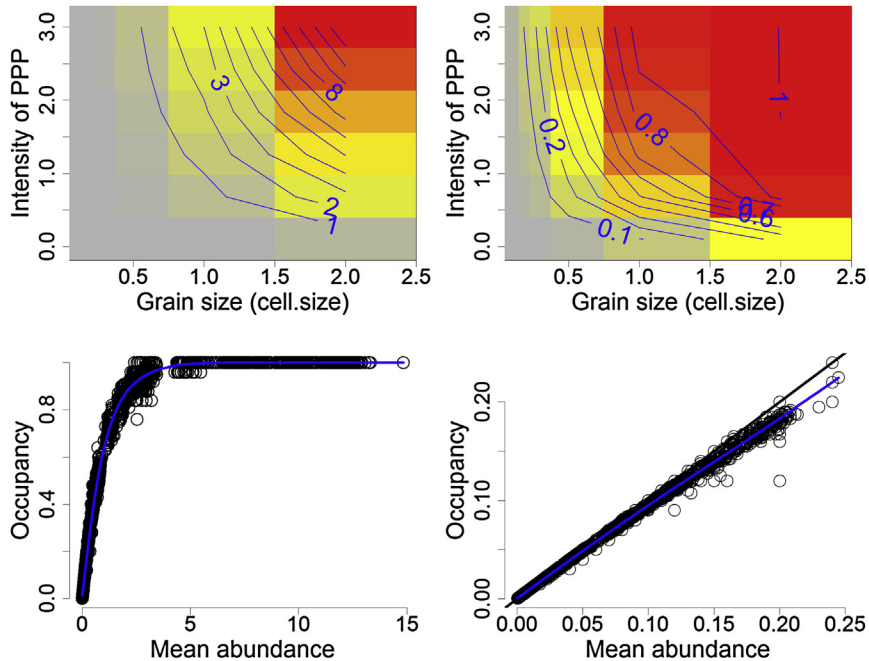 Intensity of PPP
3.0
2.0
1.0
0.0
3
8
2
1
0.5 1.0 1.5 2.0 2.5
Grain size (cell.size)
Intensity of PPP
3.0
2.0
1.0
0.0
0.2
0.8
1
0.6
0.1
0.5 1.0 1.5 2.0 2.5
Grain size (cell.size)
Occupancy
0.8
0.4
0.0
0 5 10 15
Mean abundance
Occupancy
0.20
0.10
0.00
0.00 0.05 0.10 0.15 0.20 0.25
Mean abundance